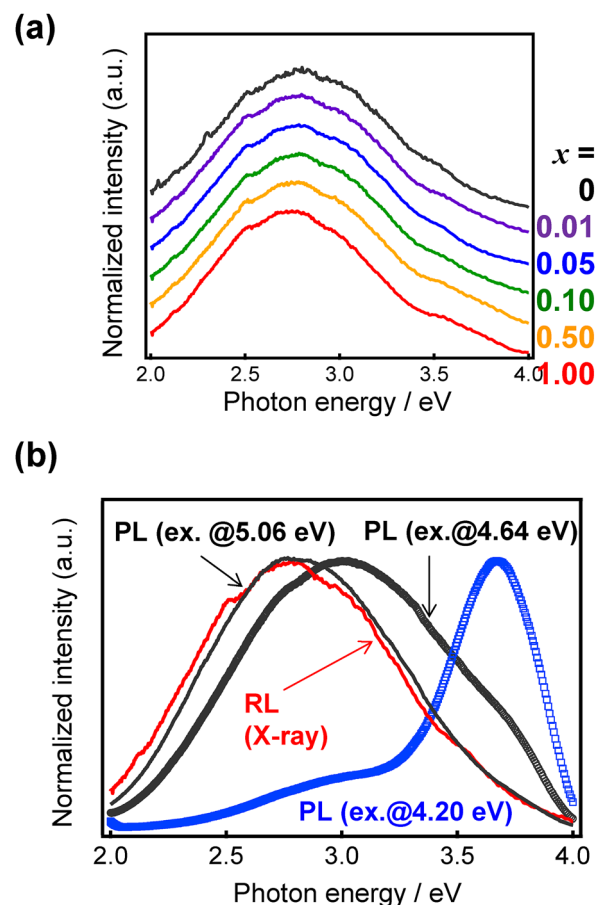 (a)
Normalized intensity (a.u.)
x =
0
0.01
0.05
0.10
0.50
1.00
2.0 2.5 3.0 3.5 4.0
Photon energy / eV
(b)
Normalized intensity (a.u.)
PL (ex. @5.06 eV) PL (ex.@4.64 eV)
RL
(X-ray)
PL (ex.@4.20 eV)
2.0 2.5 3.0 3.5 4.0
Photon energy / eV